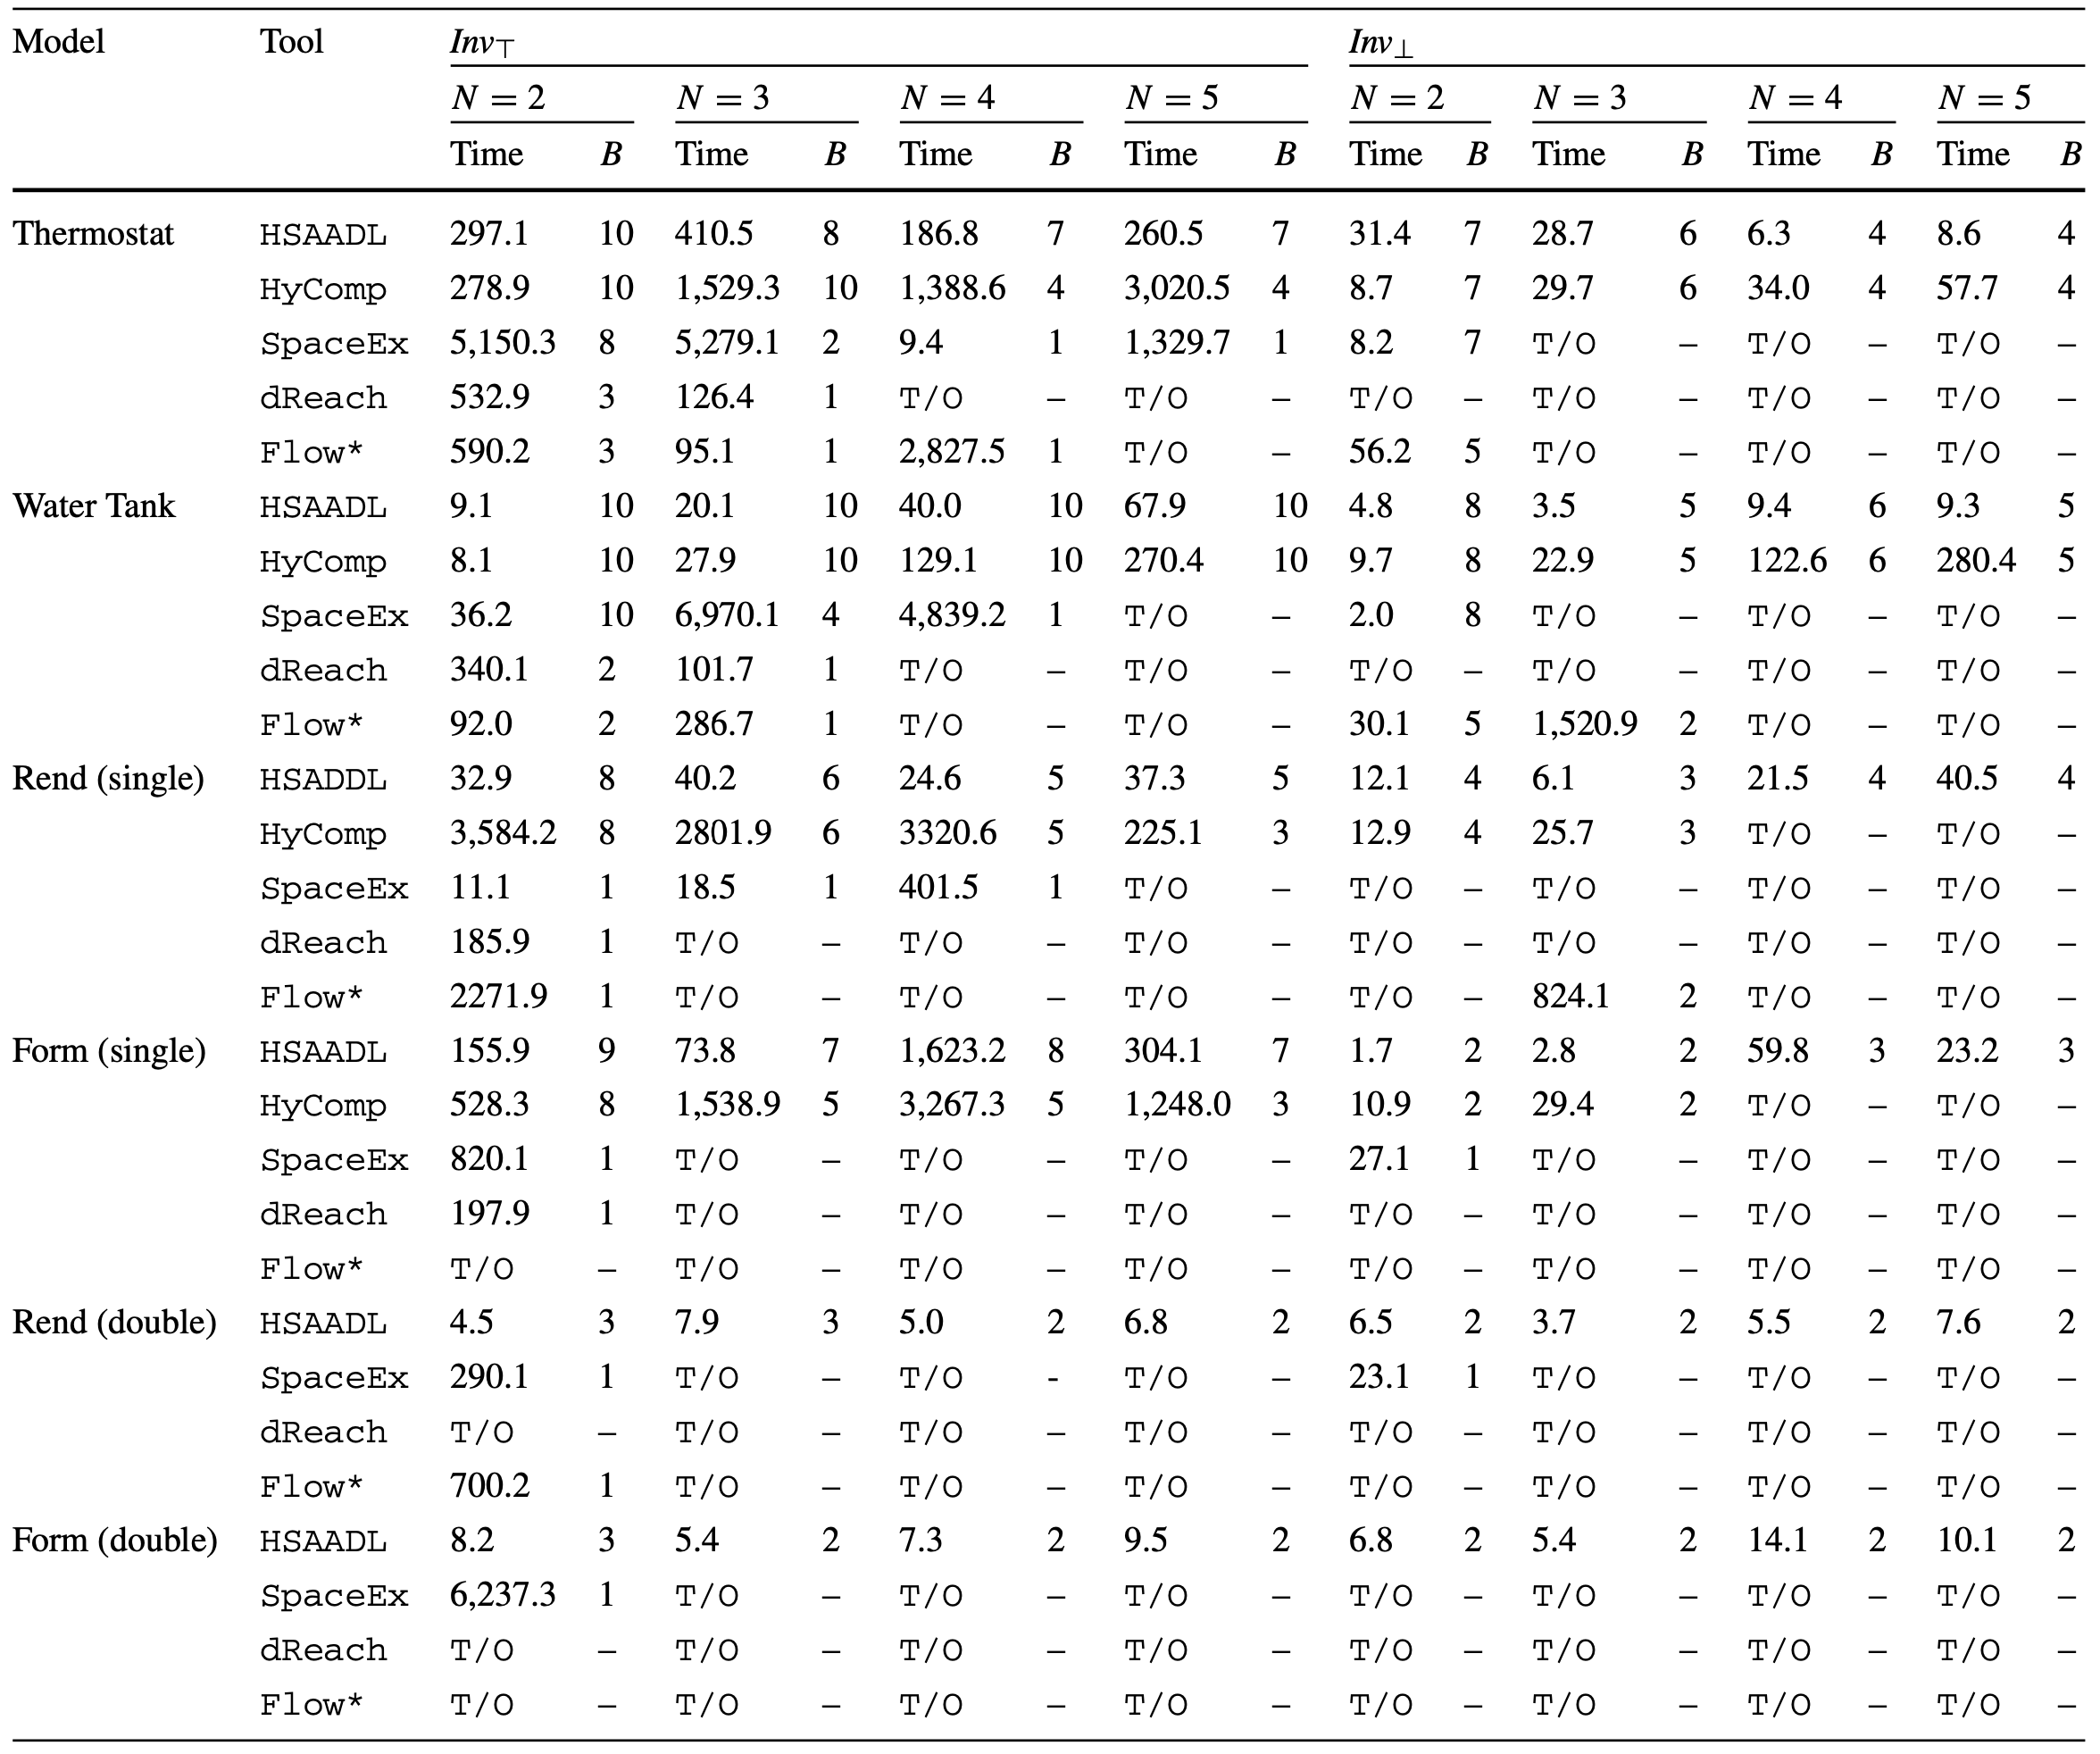 Model Tool Inv⊤ Inv⊥
N = 2 N = 3 N = 4 N = 5 N = 2 N = 3 N = 4 N = 5
Time B Time B Time B Time B Time B Time B Time B Time B
Thermostat HSAADL 297.1 10 410.5 8 186.8 7 260.5 7 31.4 7 28.7 6 6.3 4 8.6 4
HyComp 278.9 10 1,529.3 10 1,388.6 4 3,020.5 4 8.7 7 29.7 6 34.0 4 57.7 4
SpaceEx 5,150.3 8 5,279.1 2 9.4 1 1,329.7 1 8.2 7 T/O – T/O – T/O –
dReach 532.9 3 126.4 1 T/O – T/O – T/O – T/O – T/O – T/O –
Flow* 590.2 3 95.1 1 2,827.5 1 T/O – 56.2 5 T/O – T/O – T/O –
Water Tank HSAADL 9.1 10 20.1 10 40.0 10 67.9 10 4.8 8 3.5 5 9.4 6 9.3 5
HyComp 8.1 10 27.9 10 129.1 10 270.4 10 9.7 8 22.9 5 122.6 6 280.4 5
SpaceEx 36.2 10 6,970.1 4 4,839.2 1 T/O – 2.0 8 T/O – T/O – T/O –
dReach 340.1 2 101.7 1 T/O – T/O – T/O – T/O – T/O – T/O –
Flow* 92.0 2 286.7 1 T/O – T/O – 30.1 5 1,520.9 2 T/O – T/O –
Rend (single) HSADDL 32.9 8 40.2 6 24.6 5 37.3 5 12.1 4 6.1 3 21.5 4 40.5 4
HyComp 3,584.2 8 2801.9 6 3320.6 5 225.1 3 12.9 4 25.7 3 T/O – T/O –
SpaceEx 11.1 1 18.5 1 401.5 1 T/O – T/O – T/O – T/O – T/O –
dReach 185.9 1 T/O – T/O – T/O – T/O – T/O – T/O – T/O –
Flow* 2271.9 1 T/O – T/O – T/O – T/O – 824.1 2 T/O – T/O –
Form (single) HSAADL 155.9 9 73.8 7 1,623.2 8 304.1 7 1.7 2 2.8 2 59.8 3 23.2 3
HyComp 528.3 8 1,538.9 5 3,267.3 5 1,248.0 3 10.9 2 29.4 2 T/O – T/O –
SpaceEx 820.1 1 T/O – T/O – T/O – 27.1 1 T/O – T/O – T/O –
dReach 197.9 1 T/O – T/O – T/O – T/O – T/O – T/O – T/O –
Flow* T/O – T/O – T/O – T/O – T/O – T/O – T/O – T/O –
Rend (double) HSAADL 4.5 3 7.9 3 5.0 2 6.8 2 6.5 2 3.7 2 5.5 2 7.6 2
SpaceEx 290.1 1 T/O – T/O - T/O – 23.1 1 T/O – T/O – T/O –
dReach T/O – T/O – T/O – T/O – T/O – T/O – T/O – T/O –
Flow* 700.2 1 T/O – T/O – T/O – T/O – T/O – T/O – T/O –
Form (double) HSAADL 8.2 3 5.4 2 7.3 2 9.5 2 6.8 2 5.4 2 14.1 2 10.1 2
SpaceEx 6,237.3 1 T/O – T/O – T/O – T/O – T/O – T/O – T/O –
dReach T/O – T/O – T/O – T/O – T/O – T/O – T/O – T/O –
Flow* T/O – T/O – T/O – T/O – T/O – T/O – T/O – T/O –